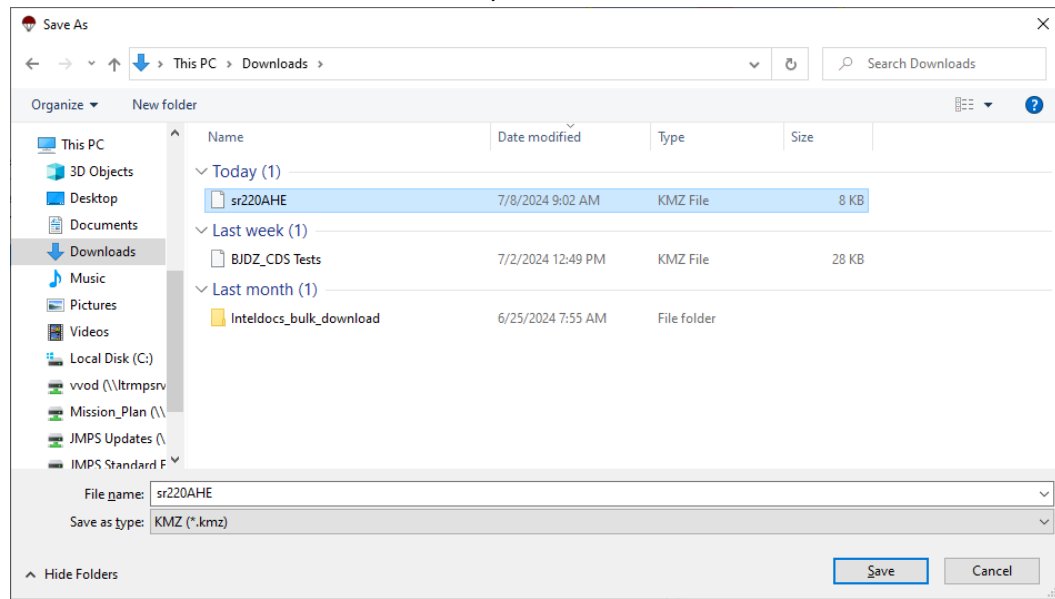 Save As
This PC > Downloads >
Search Downloads
Organize
New folder
Name Date modified Type Size
This PC
3D Objects
Desktop
Documents
Downloads
Music
Pictures
Videos
Local Disk (C:)
vvod (\\ltrmpsrv
Mission_Plan (\\
JMPS Updates (\
JMPS Standard F
Today (1)
sr220AHE 7/8/2024 9:02 AM KMZ File 8 KB
Last week (1)
BJDZ_CDS Tests 7/2/2024 12:49 PM KMZ File 28 KB
Last month (1)
Inteldocs_bulk_download 6/25/2024 7:55 AM File folder
File name: sr220AHE
Save as type: KMZ (*.kmz)
Hide Folders
Save
Cancel